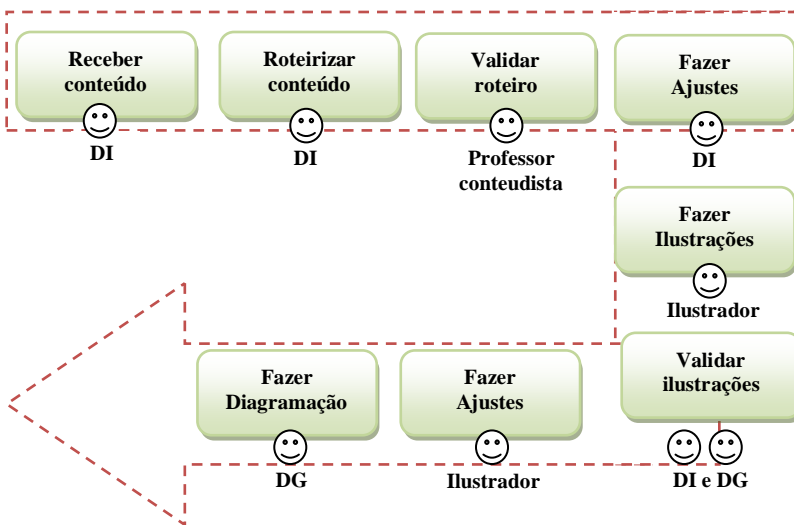 Receber
conteúdo
DI
Roteirizar
conteúdo
DI
Validar
roteiro
Professor
conteudista
Fazer
Ajustes
DI
Fazer
Ilustrações
Ilustrador
Validar
ilustrações
DI e DG
Fazer
Ajustes
Ilustrador
Fazer
Diagramação
DG